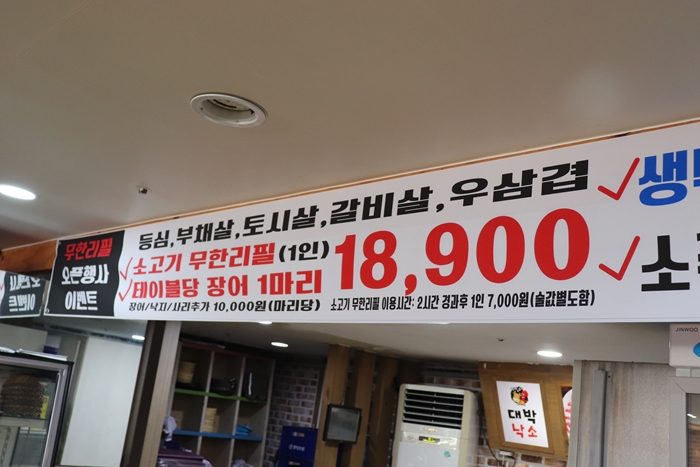 무한리필
오픈행사
이벤트
등심,부채살,토시살,갈비살,우삼겹
소고기 무한리필 (1인)
테이블당 장어 1마리
18,900
장어/낙지/사리추가 10,000원(마리당)
소고기 무한리필 이용시간: 2시간 경과후 1인 7,000원(술값별도함)
생
소
JINWOO
대박
낙소